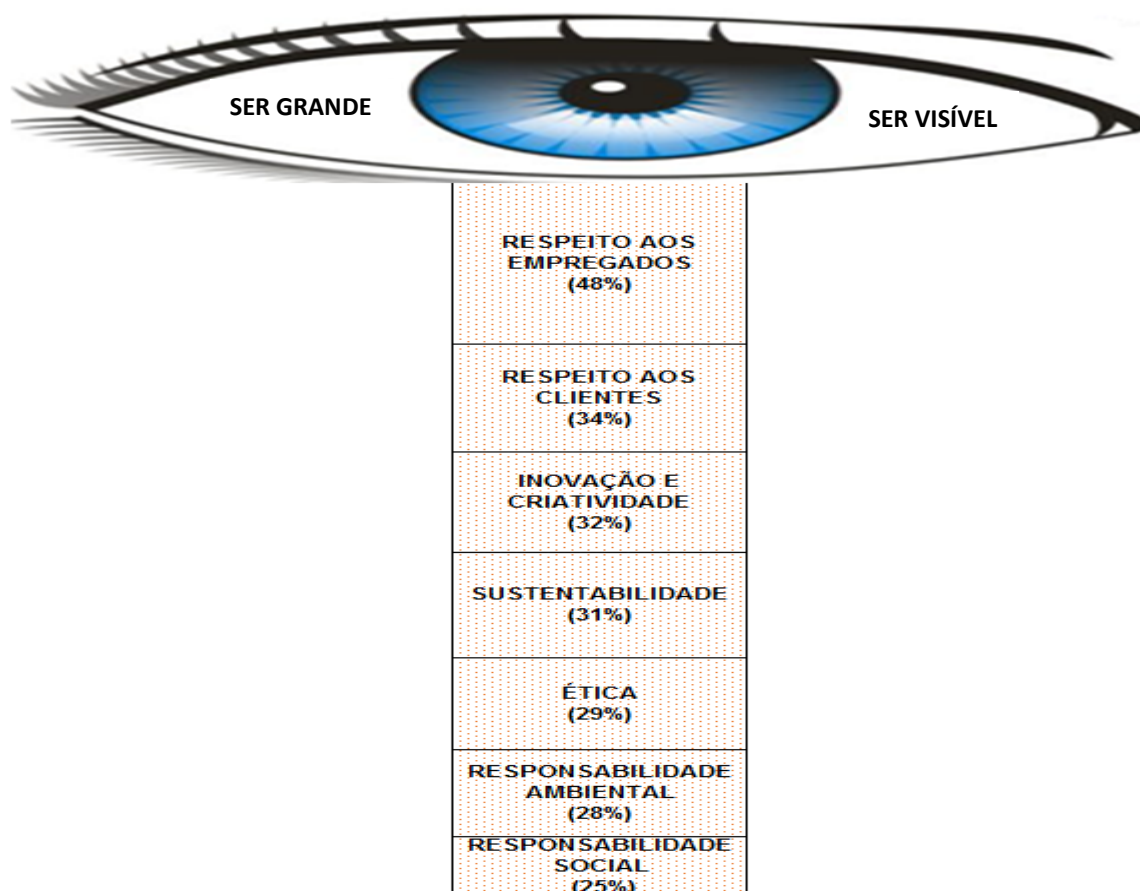 SER GRANDE
SER VISÍVEL
RESPEITO AOS
EMPREGADOS
(48%)
RESPEITO AOS
CLIENTES
(34%)
INOVAÇÃO E
CRIATIVIDADE
(32%)
SUSTENTABILIDADE
(31%)
ÉTICA
(29%)
RESPONSABILIDADE
AMBIENTAL
(28%)
RESPONSABILIDADE
SOCIAL
(25%)